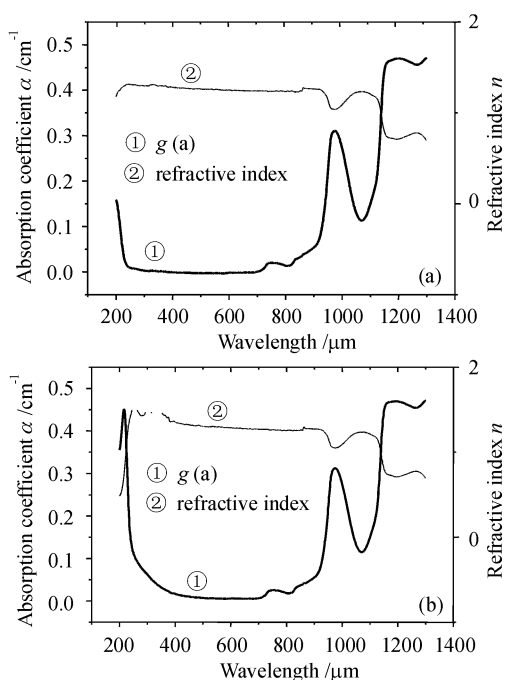 Absorption coefficient α /cm⁻¹
0.5
0.4
0.3
0.2
0.1
0.0
2
0
Refractive index n
②
① g (a)
② refractive index
①
(a)
200 400 600 800 1000 1200 1400
Wavelength /μm
Absorption coefficient α /cm⁻¹
0.5
0.4
0.3
0.2
0.1
0.0
2
0
Refractive index n
②
① g (a)
② refractive index
①
(b)
200 400 600 800 1000 1200 1400
Wavelength /μm